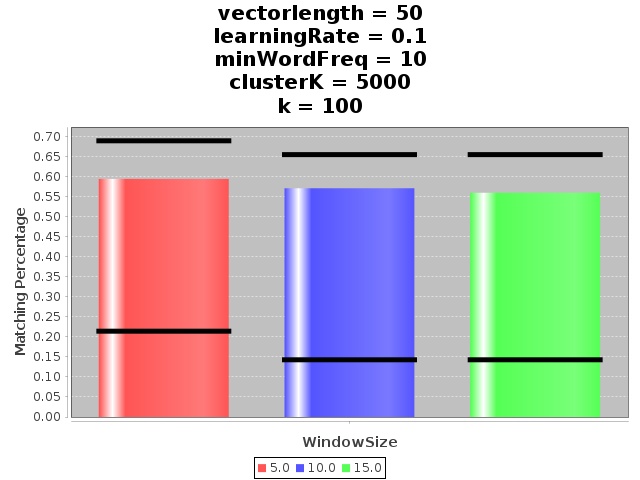 vectorlength = 50
learningRate = 0.1
minWordFreq = 10
clusterK = 5000
k = 100
Matching Percentage
0.70
0.65
0.60
0.55
0.50
0.45
0.40
0.35
0.30
0.25
0.20
0.15
0.10
0.05
0.00
WindowSize
5.0 10.0 15.0